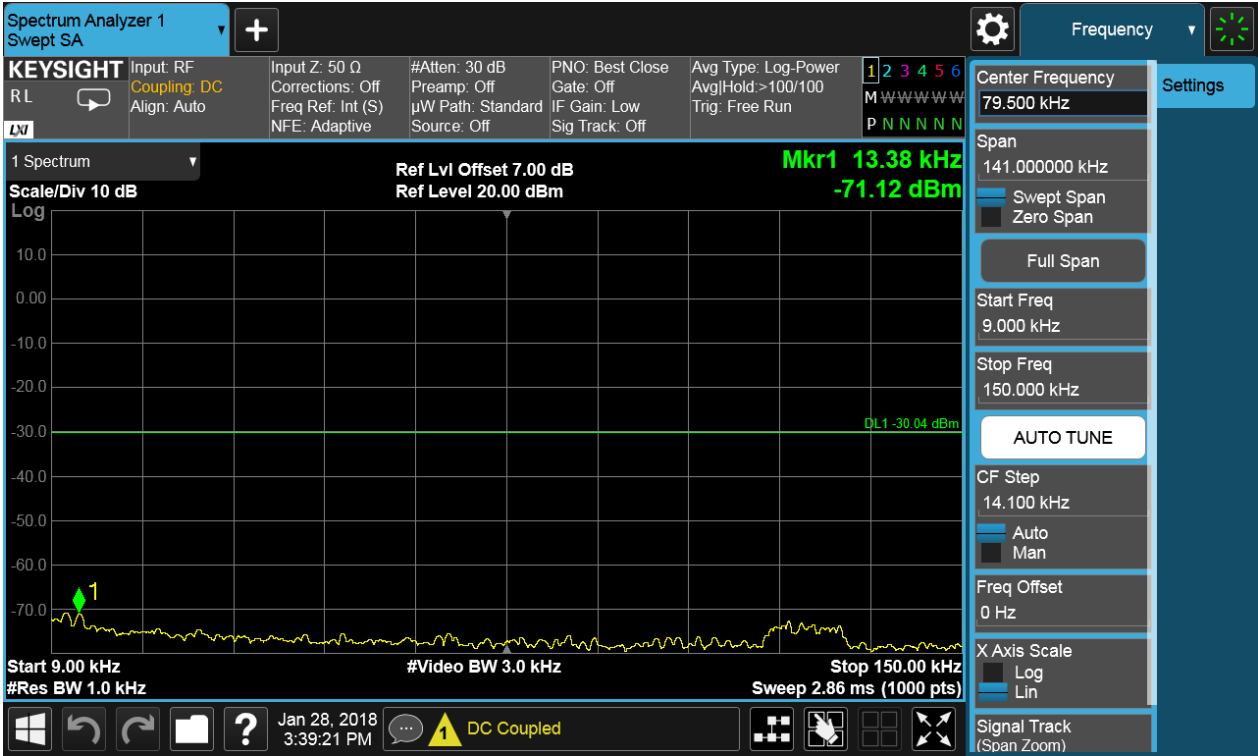 Spectrum Analyzer 1
Swept SA
+
Frequency
KEYSIGHT
R L
LXI
Input: RF
Coupling: DC
Align: Auto
Input Z: 50 Ω
Corrections: Off
Freq Ref: Int (S)
NFE: Adaptive
#Atten: 30 dB
Preamp: Off
µW Path: Standard
Source: Off
PNO: Best Close
Gate: Off
IF Gain: Low
Sig Track: Off
Avg Type: Log-Power
Avg|Hold:>100/100
Trig: Free Run
1 2 3 4 5 6
M W W W W W
P N N N N N
1 Spectrum
Scale/Div 10 dB
Log
Ref Lvl Offset 7.00 dB
Ref Level 20.00 dBm
Mkr1 13.38 kHz
-71.12 dBm
10.0
0.00
-10.0
-20.0
-30.0
-40.0
-50.0
-60.0
-70.0
DL1 -30.04 dBm
1
Start 9.00 kHz
#Video BW 3.0 kHz
Stop 150.00 kHz
#Res BW 1.0 kHz
Sweep 2.86 ms (1000 pts)
Center Frequency
79.500 kHz
Span
141.000000 kHz
Swept Span
Zero Span
Full Span
Start Freq
9.000 kHz
Stop Freq
150.000 kHz
AUTO TUNE
CF Step
14.100 kHz
Auto
Man
Freq Offset
0 Hz
X Axis Scale
Log
Lin
Signal Track
(Span Zoom)
Settings
?
Jan 28, 2018
3:39:21 PM
1
DC Coupled